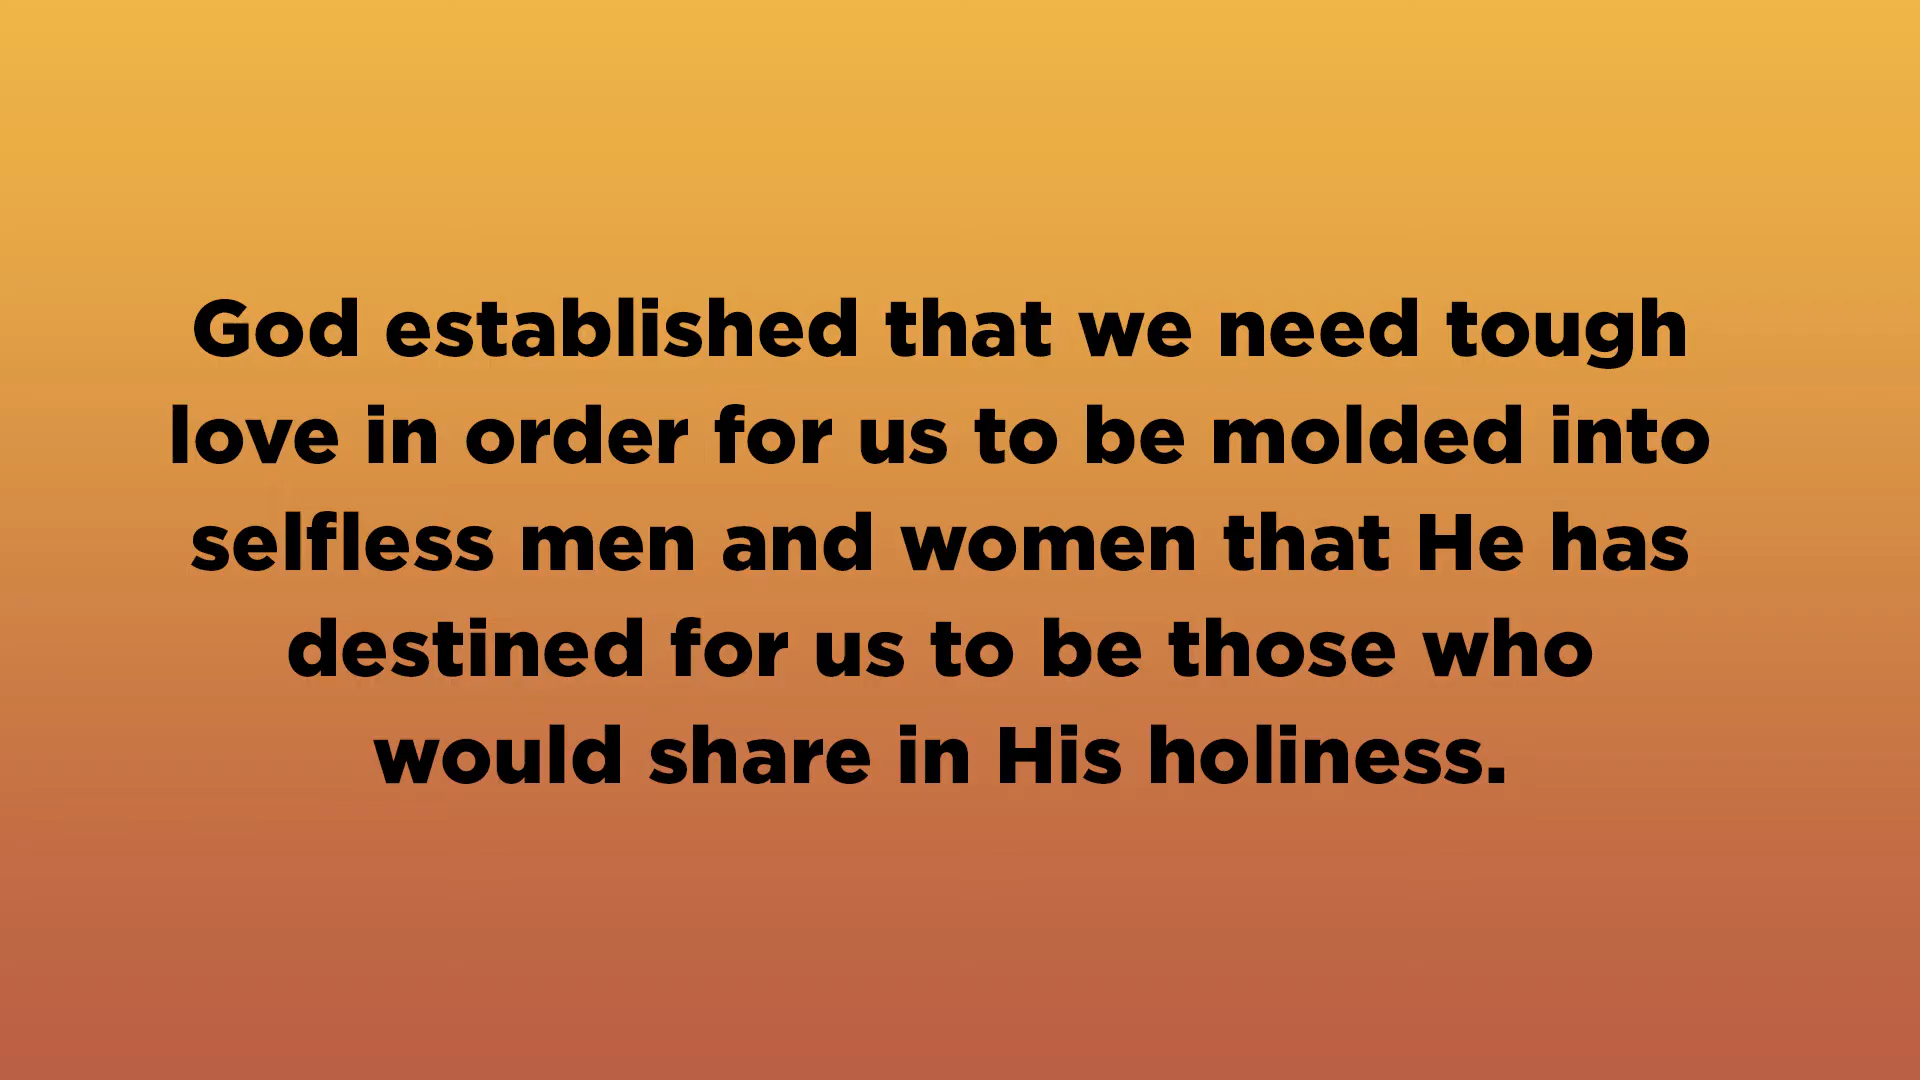 God established that we need tough
love in order for us to be molded into
selfless men and women that He has
destined for us to be those who
would share in His holiness.